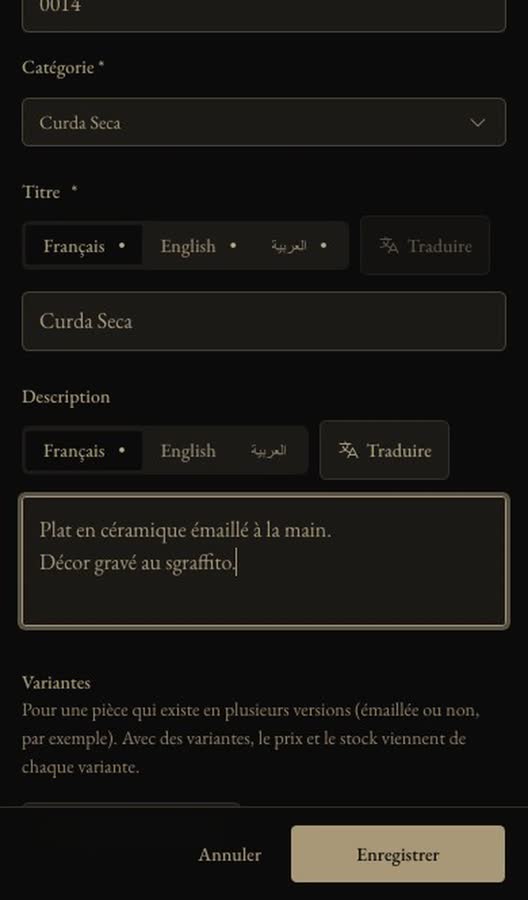 0014
Catégorie *
Curda Seca
Titre *
Français • English • العربية • Traduire
Curda Seca
Description
Français • English العربية Traduire
Plat en céramique émaillé à la main.
Décor gravé au sgraffito.
Variantes
Pour une pièce qui existe en plusieurs versions (émaillée ou non,
par exemple). Avec des variantes, le prix et le stock viennent de
chaque variante.
Annuler Enregistrer